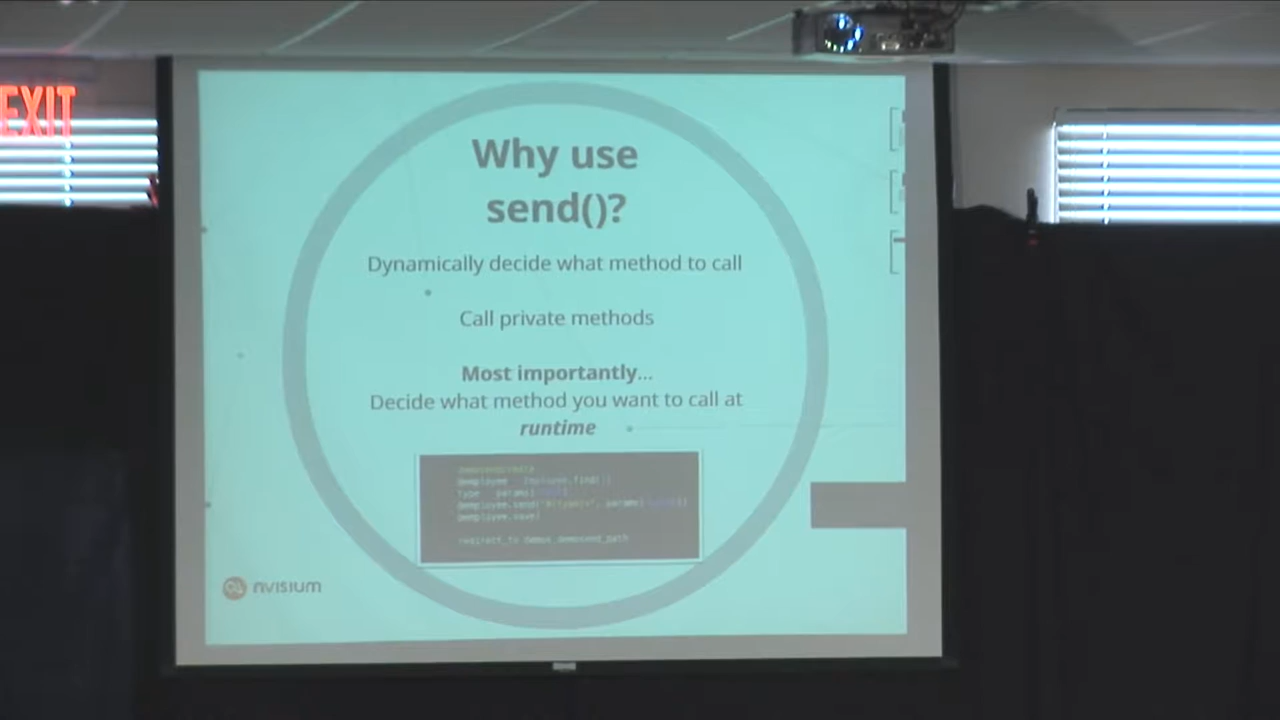 EXIT
Why use
send()?
Dynamically decide what method to call
Call private methods
Most importantly...
Decide what method you want to call at
runtime
redirect_to
nvisium